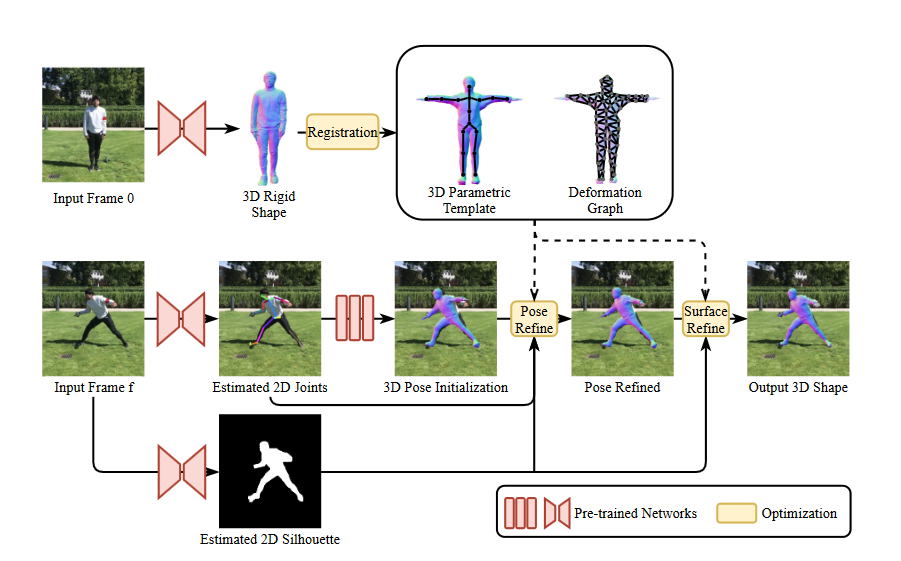 Registration
Input Frame 0
3D Rigid
Shape
3D Parametric
Template
Deformation
Graph
Pose
Refine
Surface
Refine
Input Frame f
Estimated 2D Joints
3D Pose Initialization
Pose Refined
Output 3D Shape
Pre-trained Networks
Optimization
Estimated 2D Silhouette